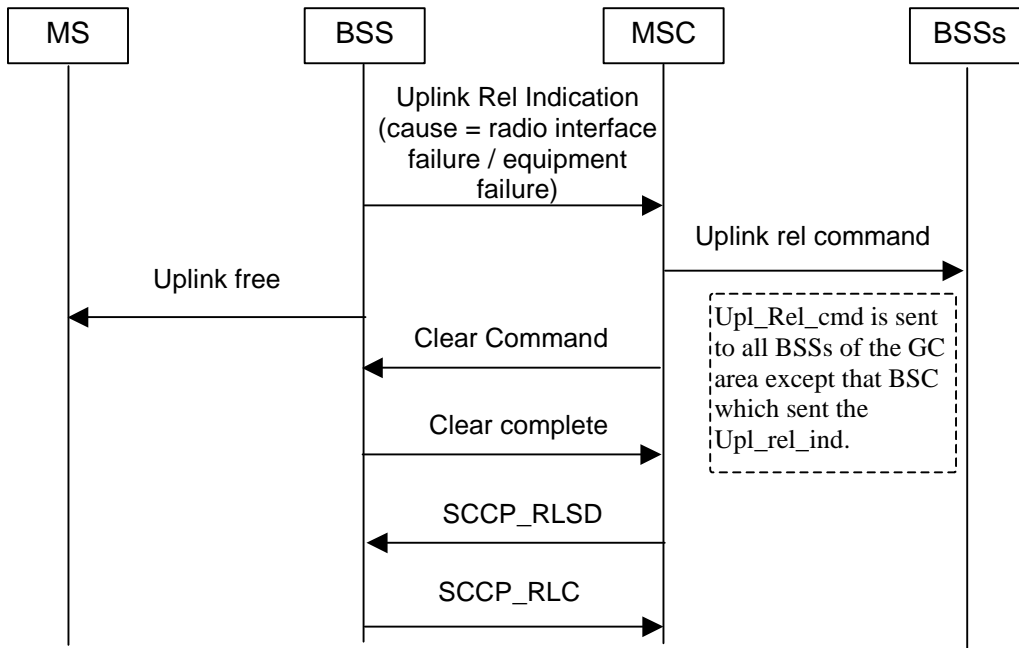 MS
BSS
MSC
BSSs
Uplink Rel Indication
(cause = radio interface
failure / equipment
failure)
Uplink rel command
Uplink free
Upl_Rel_cmd is sent
to all BSSs of the GC
area except that BSC
which sent the
Upl_rel_ind.
Clear Command
Clear complete
SCCP_RLSD
SCCP_RLC